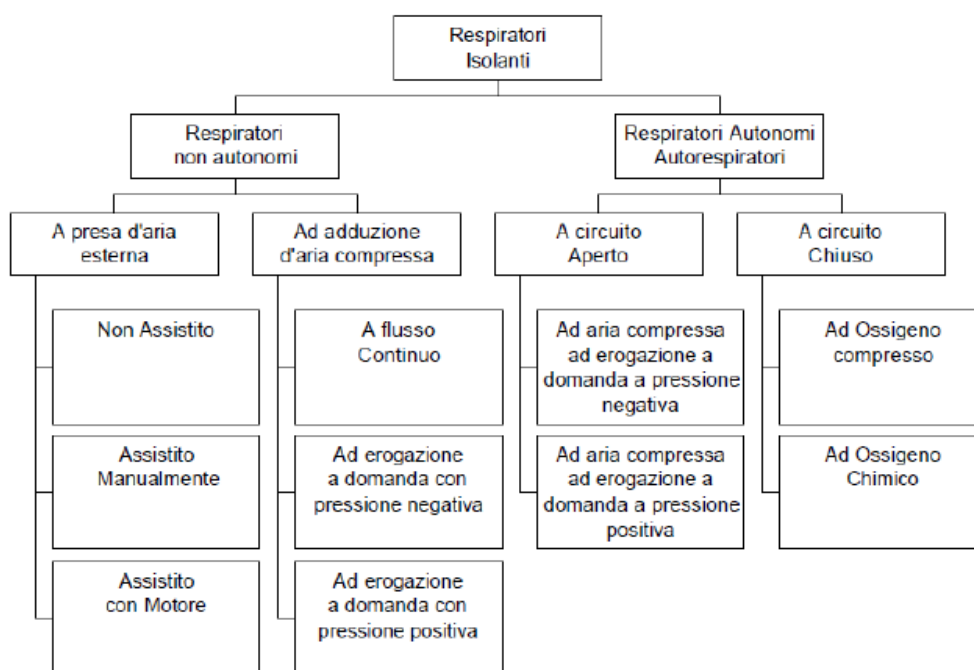 Respiratori
Isolanti
Respiratori
non autonomi
Respiratori Autonomi
Autorespiratori
A presa d'aria
esterna
Ad adduzione
d'aria compressa
A circuito
Aperto
A circuito
Chiuso
Non Assistito
Assistito
Manualmente
Assistito
con Motore
A flusso
Continuo
Ad erogazione
a domanda con
pressione negativa
Ad erogazione
a domanda con
pressione positiva
Ad aria compressa
ad erogazione a
domanda a pressione
negativa
Ad aria compressa
ad erogazione a
domanda a pressione
positiva
Ad Ossigeno
compresso
Ad Ossigeno
Chimico